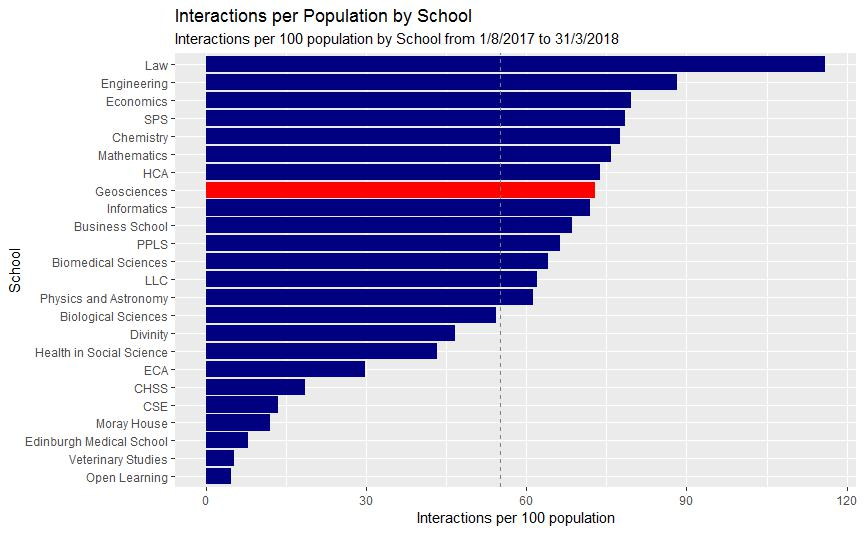 Interactions per Population by School
Interactions per 100 population by School from 1/8/2017 to 31/3/2018
School
Law
Engineering
Economics
SPS
Chemistry
Mathematics
HCA
Geosciences
Informatics
Business School
PPLS
Biomedical Sciences
LLC
Physics and Astronomy
Biological Sciences
Divinity
Health in Social Science
ECA
CHSS
CSE
Moray House
Edinburgh Medical School
Veterinary Studies
Open Learning
0 30 60 90 120
Interactions per 100 population